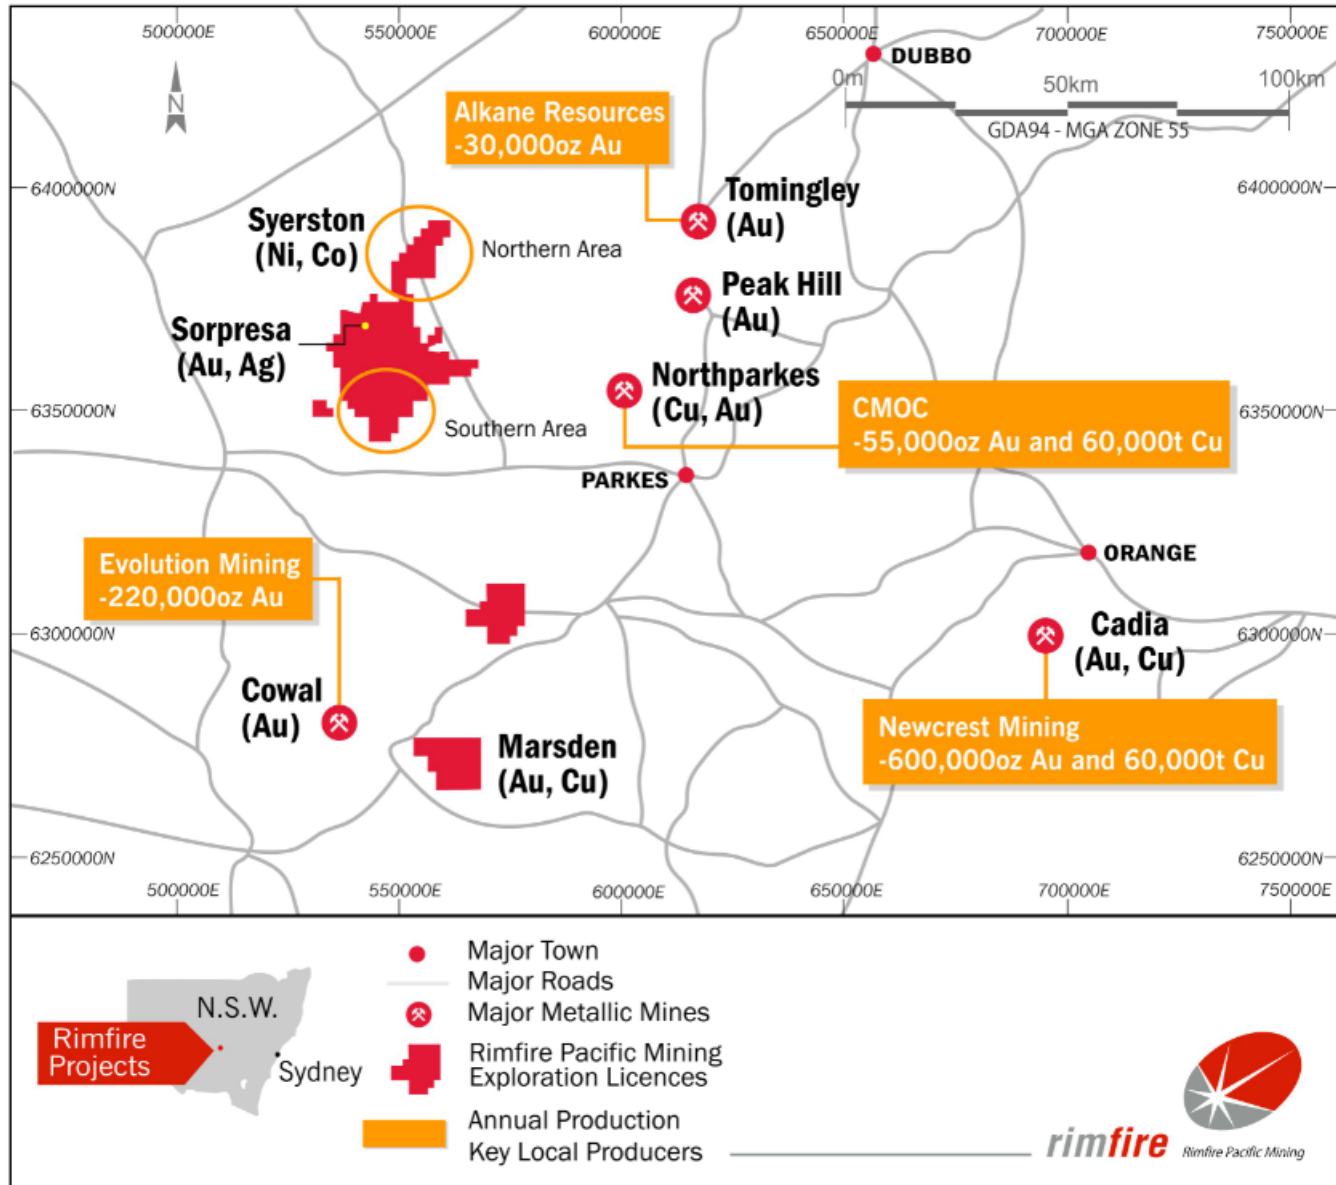 500000E
550000E
600000E
650000E
700000E
750000E
DUBBO
0m
50km
100km
GDA94 - MGA ZONE 55
N
Alkane Resources
-30,000oz Au
6400000N
6400000N
Tomingley
(Au)
Syerston
(Ni, Co)
Northern Area
Peak Hill
(Au)
Sorpresa
(Au, Ag)
Northparkes
(Cu, Au)
CMOC
-55,000oz Au and 60,000t Cu
6350000N
6350000N
Southern Area
PARKES
ORANGE
Evolution Mining
-220,000oz Au
6300000N
6300000N
Cadia
(Au, Cu)
Cowal
(Au)
Newcrest Mining
-600,000oz Au and 60,000t Cu
Marsden
(Au, Cu)
6250000N
6250000N
500000E
550000E
600000E
650000E
700000E
750000E
N.S.W.
Rimfire
Projects
Sydney
Major Town
Major Roads
Major Metallic Mines
Rimfire Pacific Mining
Exploration Licences
Annual Production
Key Local Producers
rimfire
Rimfire Pacific Mining